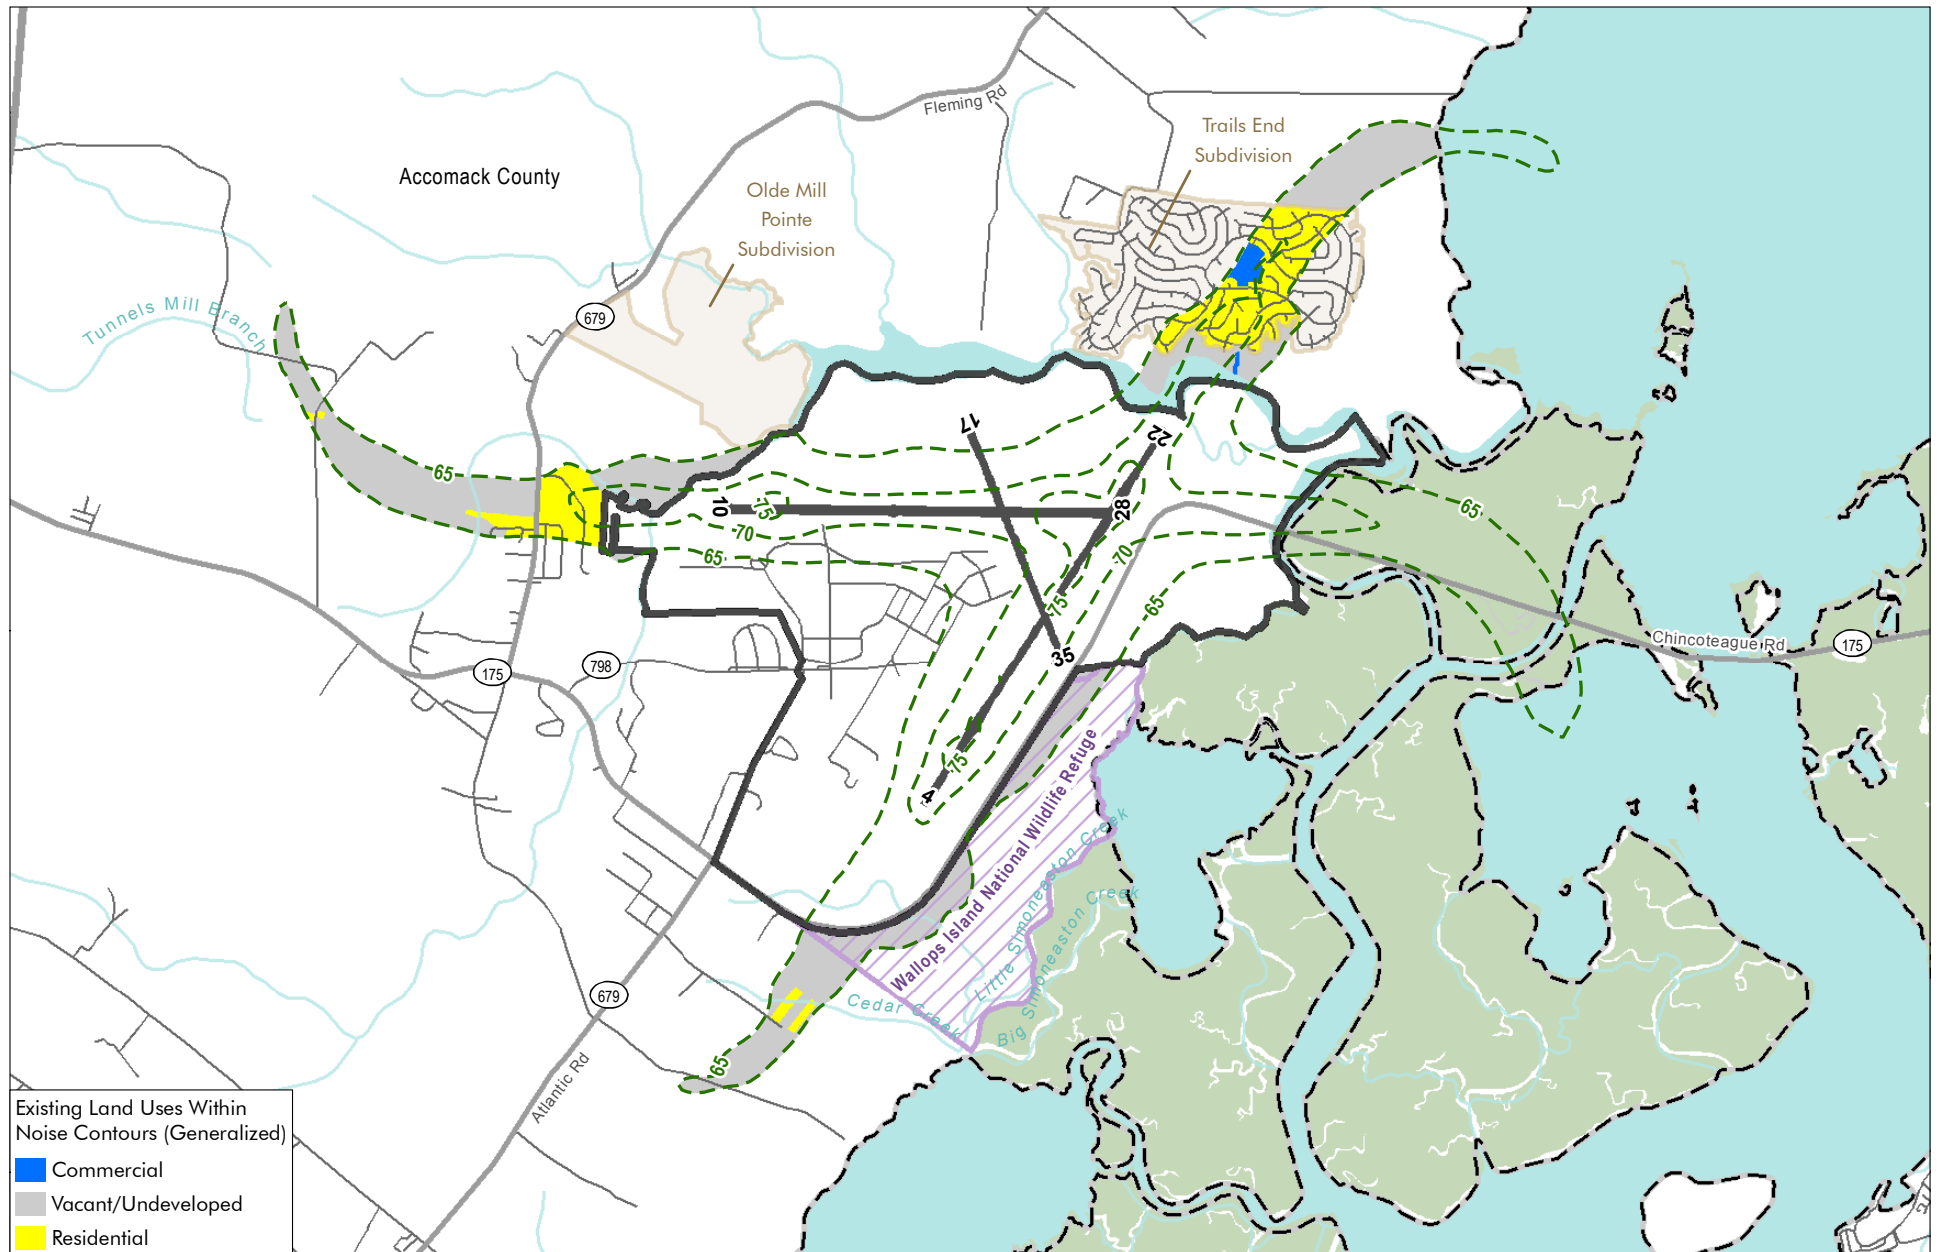 Fleming Rd
Trails End
Subdivision
Accomack County
Olde Mill
Pointe
Subdivision
679
Tunnels Mill Branch
17
22
65
65
10
75
28
70
70
65
75
65
35
Chincoteague Rd
175
175
798
75
4
Wallops Island National Wildlife Refuge
Little Simoneaston Creek
Big Simoneaston Creek
Cedar Creek
679
65
Atlantic Rd
Existing Land Uses Within
Noise Contours (Generalized)
Commercial
Vacant/Undeveloped
Residential